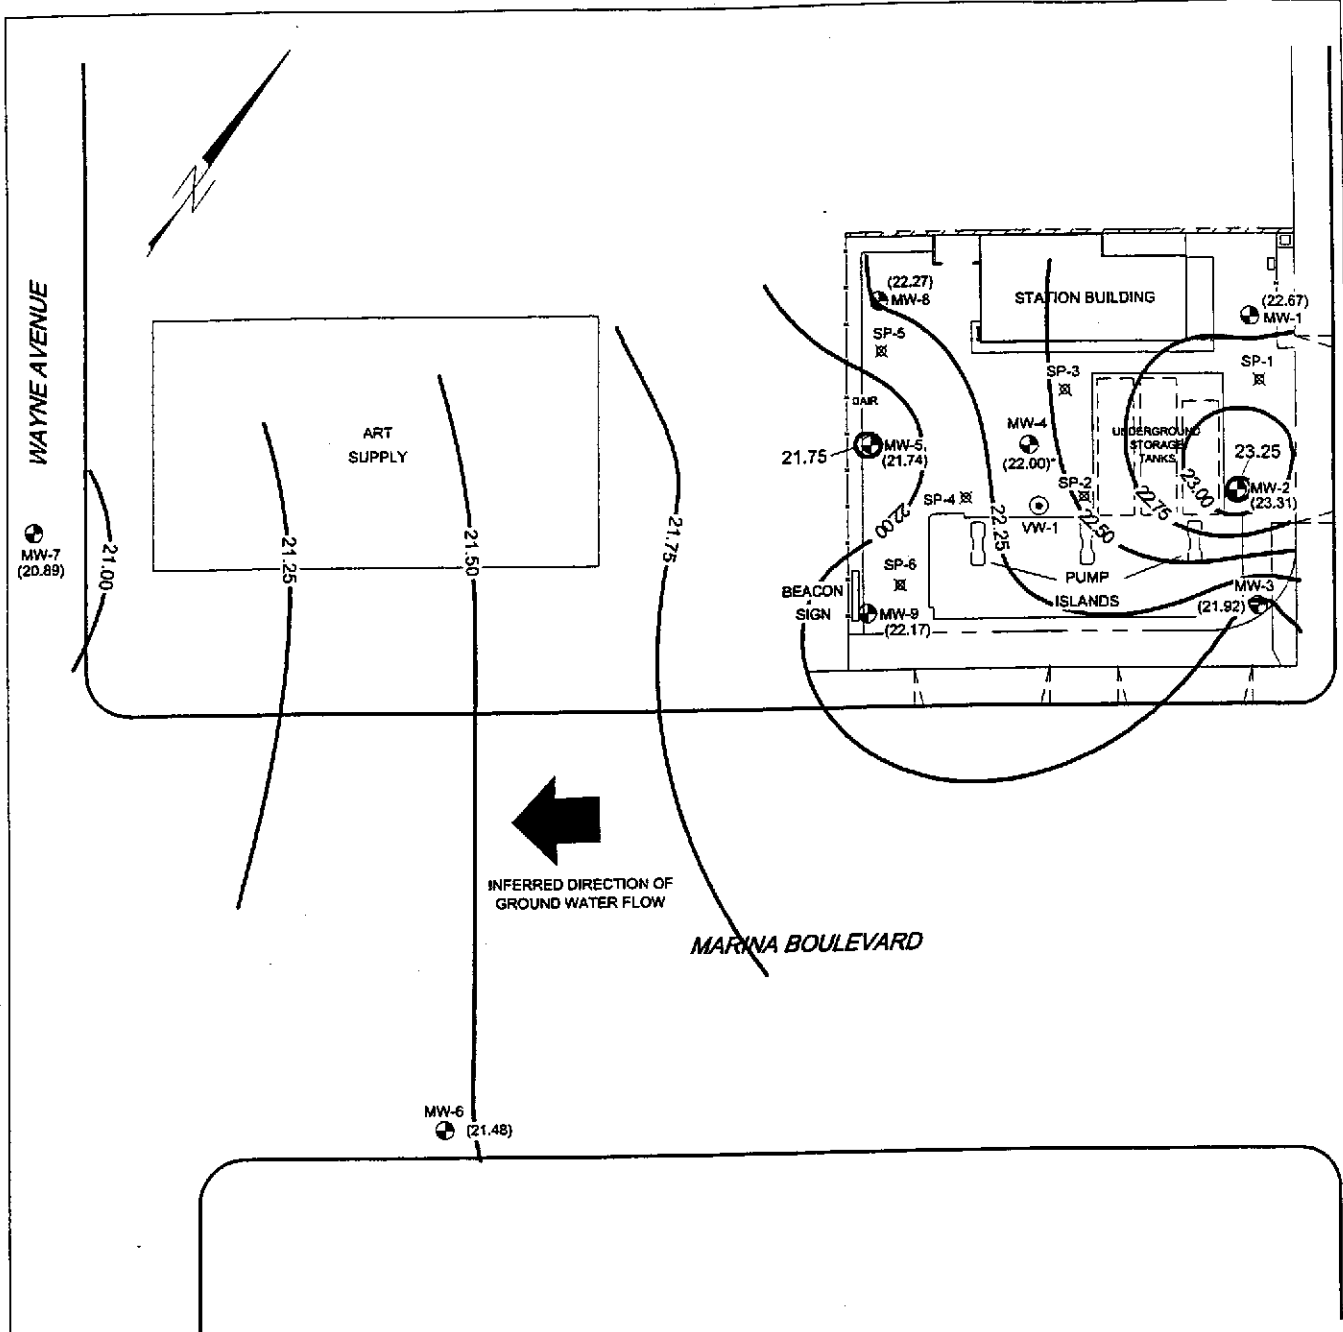 WAYNE AVENUE
MW-7
(20.89)
21.00
21.25
21.50
21.75
ART
SUPPLY
(22.27)
MW-8
SP-5
STATION BUILDING
(22.67)
MW-1
SP-3
SP-1
AIR
MW-4
(22.00)*
UNDERGROUND
STORAGE
TANKS
21.75
MW-5
(21.74)
23.25
MW-2
(23.31)
SP-4
SP-2
VW-1
22.00
22.25
22.50
22.75
23.00
SP-6
BEACON
SIGN
MW-9
(22.17)
PUMP
ISLANDS
MW-3
(21.92)
INFERRED DIRECTION OF
GROUND WATER FLOW
MARINA BOULEVARD
MW-6
(21.48)